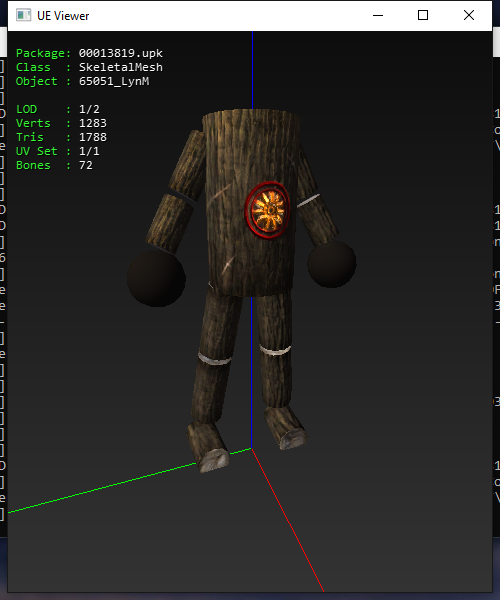 UE Viewer
Package: 00013819.upk
Class  : SkeletalMesh
Object : 65051_LynM
LOD    : 1/2
Verts  : 1283
Tris   : 1788
UV Set : 1/1
Bones  : 72